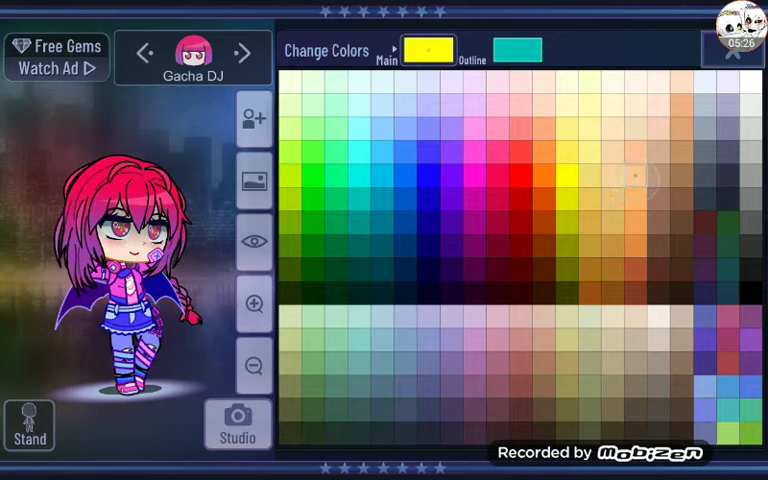 Free Gems
Watch Ad
Gacha DJ
Change Colors
Main
Outline
05:26
Stand
Studio
Recorded by Mobizen